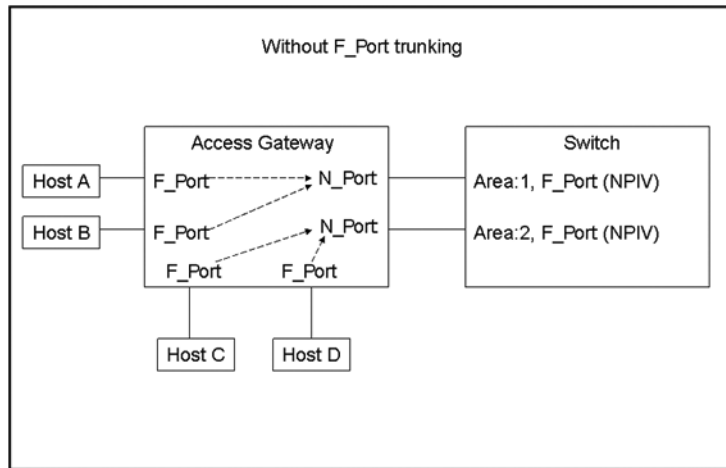 Without F_Port trunking
Access Gateway
Switch
Host A
F_Port
N_Port
Area:1, F_Port (NPIV)
Host B
F_Port
N_Port
Area:2, F_Port (NPIV)
F_Port
F_Port
Host C
Host D